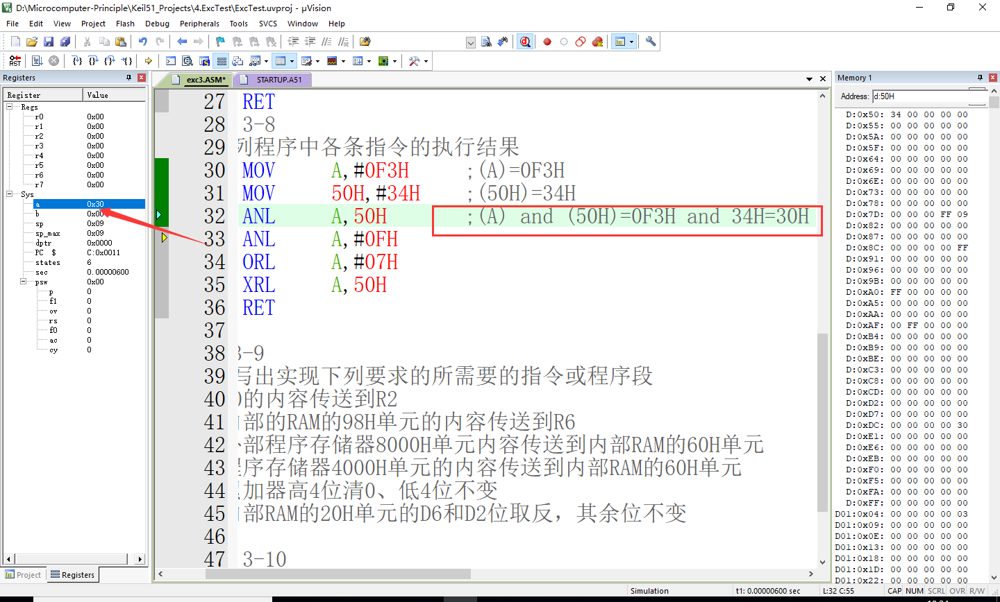 D:\Microcomputer-Principle\Keil51_Projects\4.ExcTest\ExcTest.uvproj - µVision
File Edit View Project Flash Debug Peripherals Tools SVCS Window Help
Registers
Register Value
Regs
r0 0x00
r1 0x00
r2 0x00
r3 0x00
r4 0x00
r5 0x00
r6 0x00
r7 0x00
Sys
a 0x30
b 0x00
sp 0x09
sp_max 0x09
dptr 0x0000
PC $ C:0x0011
states 6
sec 0.00000600
psw 0x00
p 0
f1 0
ov 0
rs 0
f0 0
ac 0
cy 0
Project Registers
exc3.ASM* STARTUP.A51
27 RET
28 3-8
29 列程序中各条指令的执行结果
30 MOV A,#0F3H ;(A)=0F3H
31 MOV 50H,#34H ;(50H)=34H
32 ANL A,50H ;(A) and (50H)=0F3H and 34H=30H
33 ANL A,#0FH
34 ORL A,#07H
35 XRL A,50H
36 RET
37
38 3-9
39 写出实现下列要求的所需要的指令或程序段
40 0的内容传送到R2
41 部的RAM的98H单元的内容传送到R6
42 部程序存储器8000H单元内容传送到内部RAM的60H单元
43 程序存储器4000H单元的内容传送到内部RAM的60H单元
44 加器高4位清0、低4位不变
45 部RAM的20H单元的D6和D2位取反，其余位不变
46
47 3-10
Memory 1
Address: d:50H
D:0x50: 34 00 00 00 00
D:0x55: 00 00 00 00 00
D:0x5A: 00 00 00 00 00
D:0x5F: 00 00 00 00 00
D:0x64: 00 00 00 00 00
D:0x69: 00 00 00 00 00
D:0x6E: 00 00 00 00 00
D:0x73: 00 00 00 00 00
D:0x78: 00 00 00 00 00
D:0x7D: 00 00 00 FF 09
D:0x82: 00 00 00 00 00
D:0x87: 00 00 00 00 00
D:0x8C: 00 00 00 00 FF
D:0x91: 00 00 00 00 00
D:0x96: 00 00 00 00 00
D:0x9B: 00 00 00 00 00
D:0xA0: FF 00 00 00 00
D:0xA5: 00 00 00 00 00
D:0xAA: 00 00 00 00 00
D:0xAF: 00 FF 00 00 00
D:0xB4: 00 00 00 00 00
D:0xB9: 00 00 00 00 00
D:0xBE: 00 00 00 00 00
D:0xC3: 00 00 00 00 00
D:0xC8: 00 00 00 00 00
D:0xCD: 00 00 00 00 00
D:0xD2: 00 00 00 00 00
D:0xD7: 00 00 00 00 00
D:0xDC: 00 00 00 00 30
D:0xE1: 00 00 00 00 00
D:0xE6: 00 00 00 00 00
D:0xEB: 00 00 00 00 00
D:0xF0: 00 00 00 00 00
D:0xF5: 00 00 00 00 00
D:0xFA: 00 00 00 00 00
D:0xFF: 00 00 00 00 00
D01:0x04: 00 00 00 00 03
D01:0x09: 00 00 00 00 00
D01:0x0E: 00 00 00 00 00
D01:0x13: 00 00 00 00 00
D01:0x18: 00 00 00 00 00
D01:0x1D: 00 00 00 00 00
D01:0x22: 00 00 00 00 00
Simulation t1: 0.00000600 sec L:32 C:55 CAP NUM SCRL OVR R/W